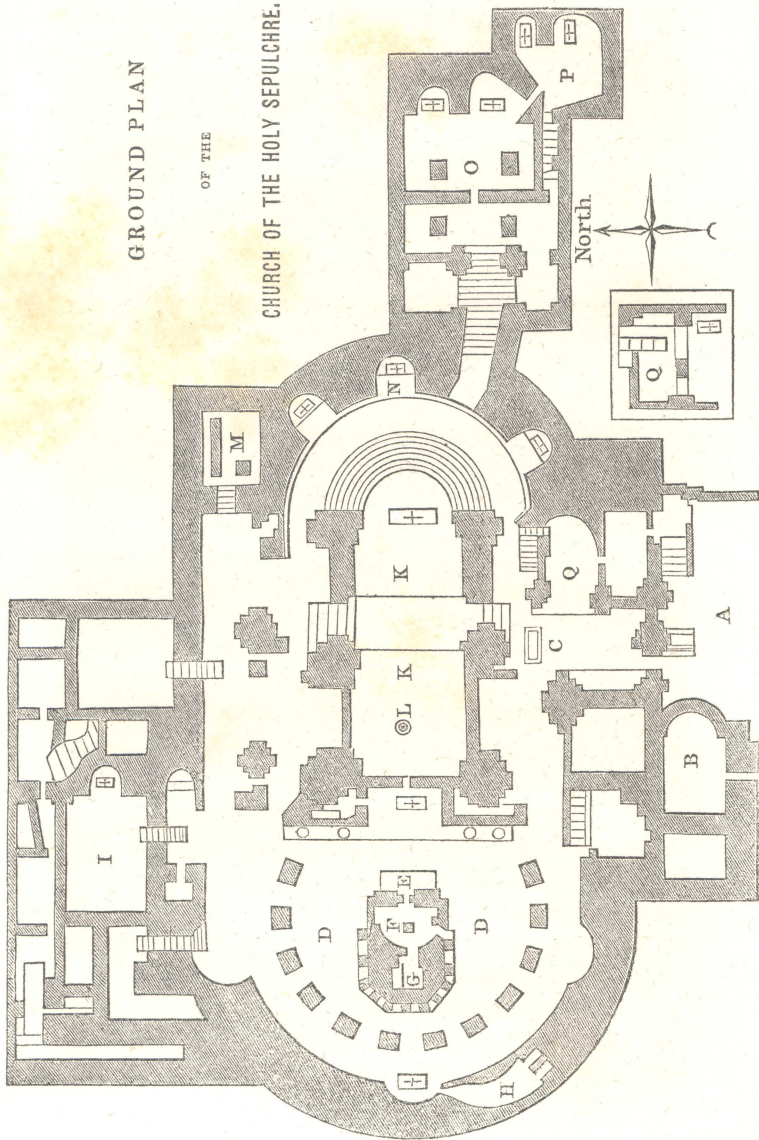 GROUND PLAN
OF THE
CHURCH OF THE HOLY SEPULCHRE.
P
O
North.
Q
N
M
K
Q
A
C
K
L
B
I
E
D
F
D
G
H